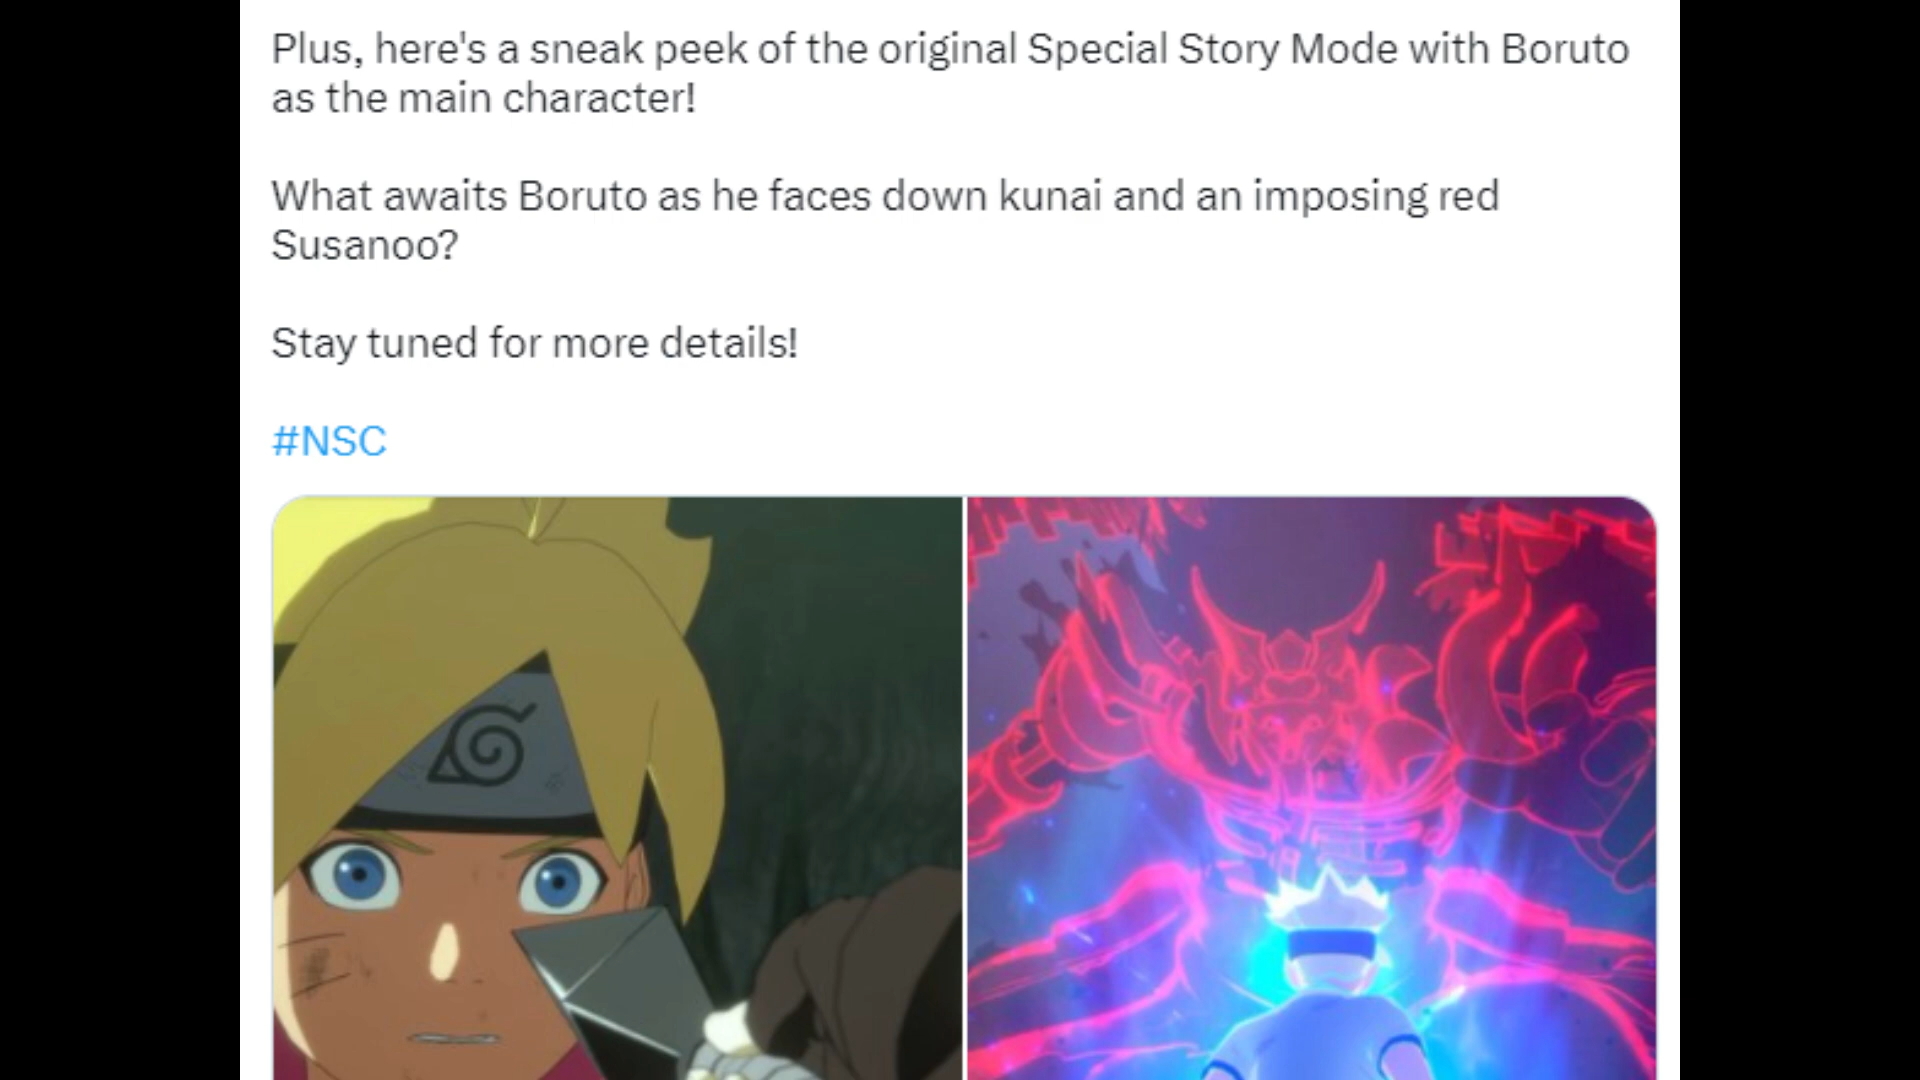 Plus, here's a sneak peek of the original Special Story Mode with Boruto
as the main character!
What awaits Boruto as he faces down kunai and an imposing red
Susanoo?
Stay tuned for more details!
#NSC